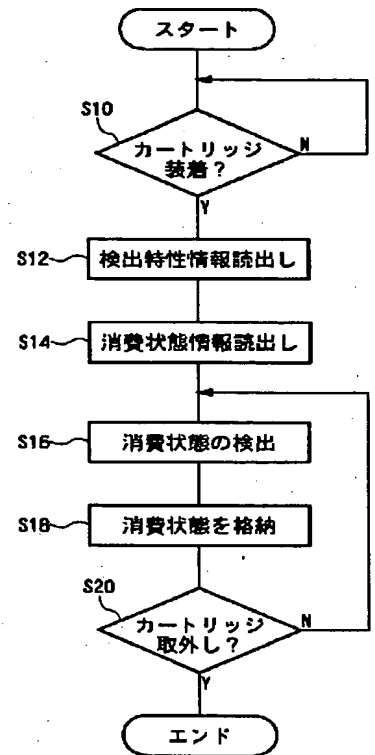 スタート
S10
カートリッジ
装着？
N
Y
S12
検出特性情報読出し
S14
消費状態情報読出し
S16
消費状態の検出
S18
消費状態を格納
S20
カートリッジ
取外し？
N
Y
エンド